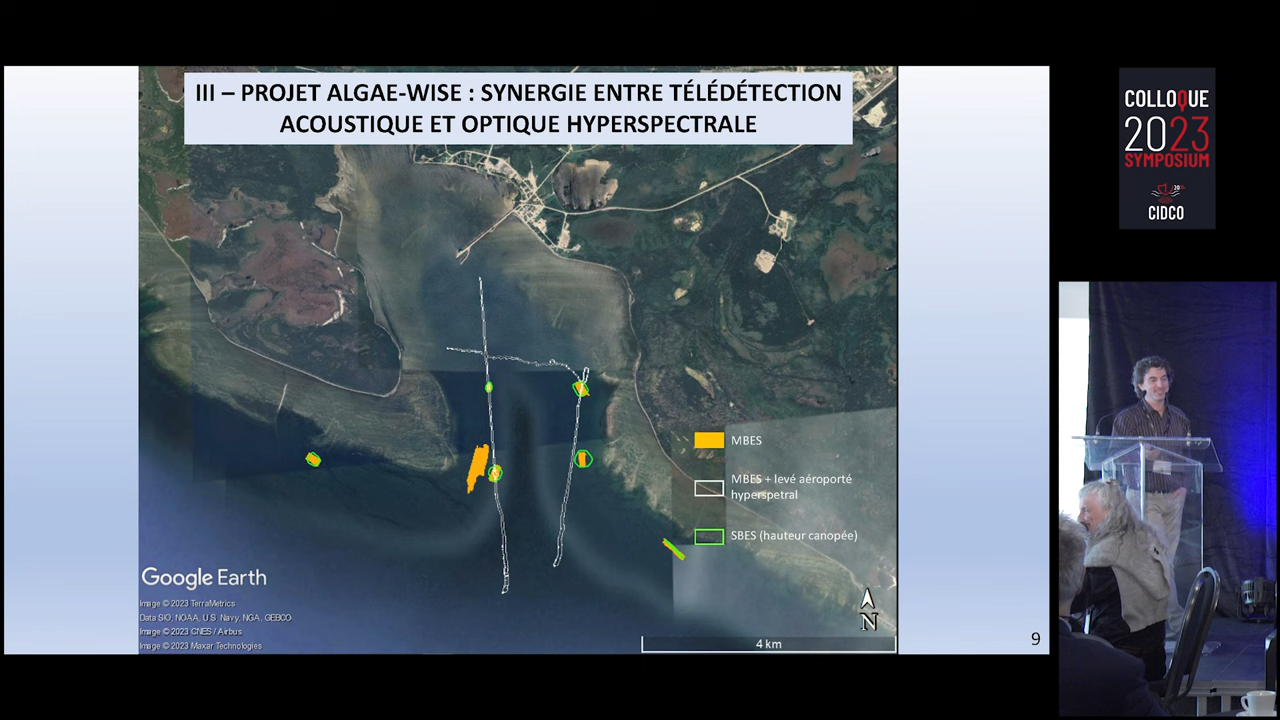 III – PROJET ALGAE-WISE : SYNERGIE ENTRE TÉLÉDÉTECTION
ACOUSTIQUE ET OPTIQUE HYPERSPECTRALE
MBES
MBES + levé aéroporté
hyperspetral
SBES (hauteur canopée)
Google Earth
Image © 2023 TerraMetrics
Data SIO, NOAA, U.S. Navy, NGA, GEBCO
Image © 2023 CNES / Airbus
Image © 2023 Maxar Technologies
N
4 km
9
COLLOQUE
2023
SYMPOSIUM
CIDCO